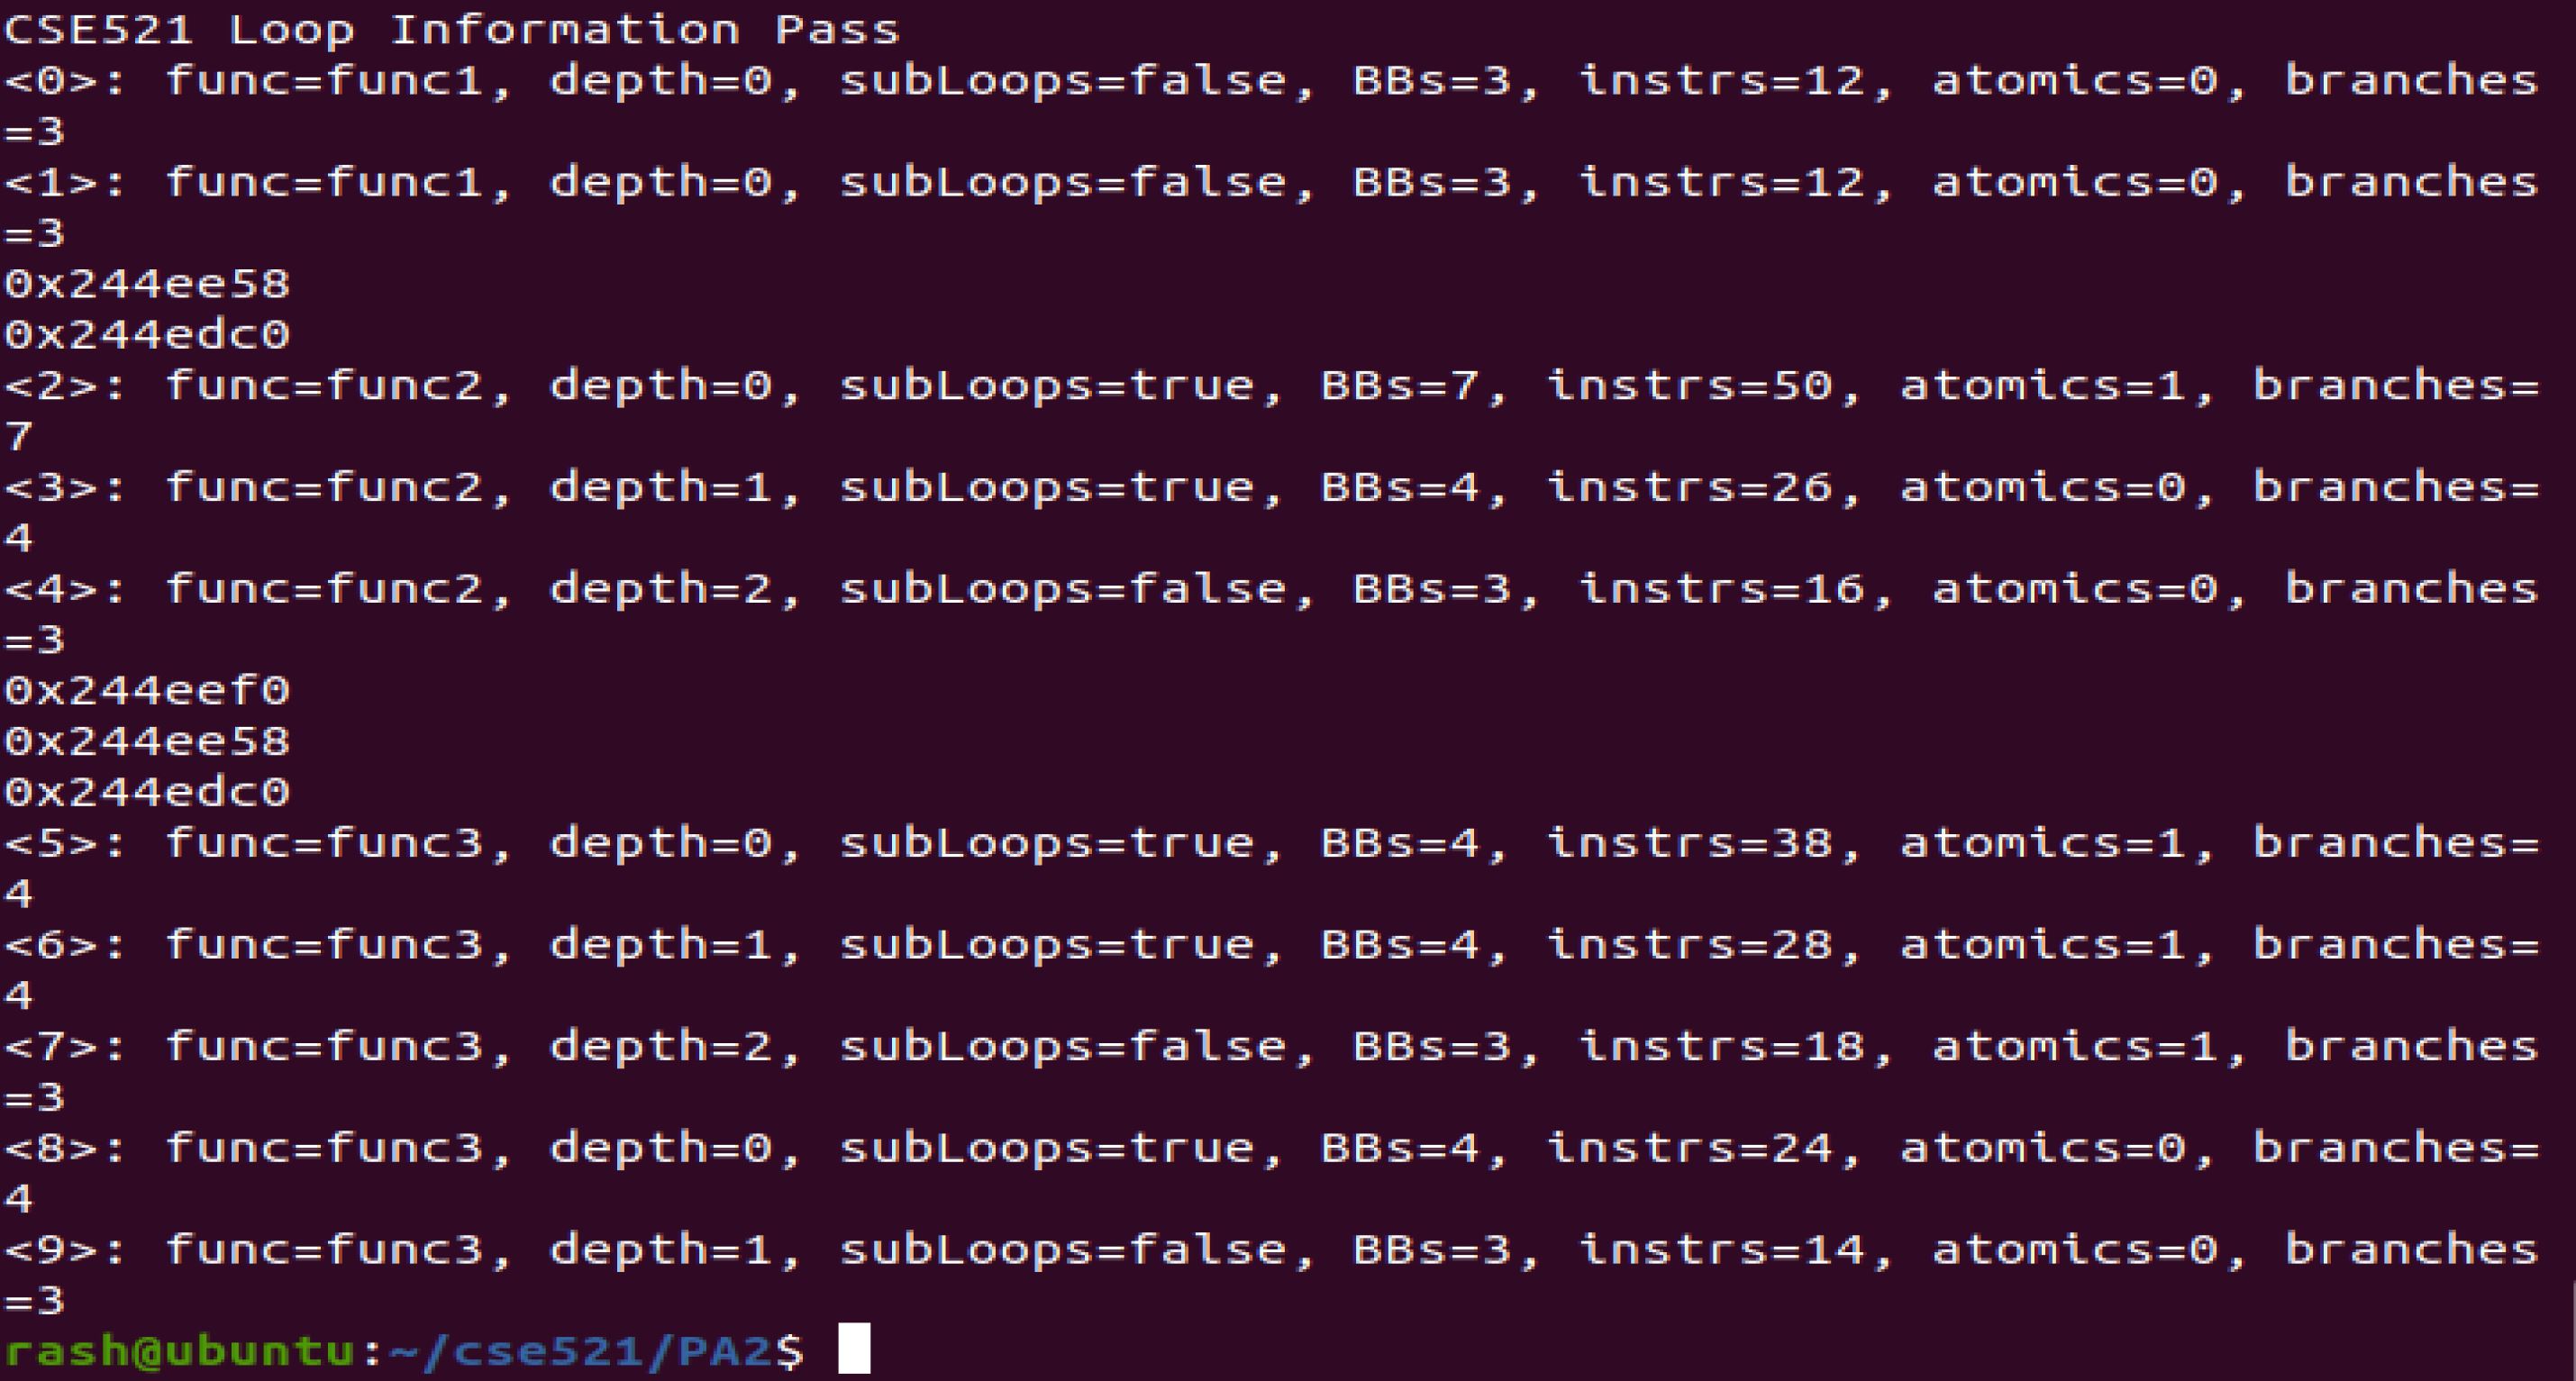 CSE521 Loop Information Pass
<0>: func=func1, depth=0, subLoops=false, BBs=3, instrs=12, atomics=0, branches
=3
<1>: func=func1, depth=0, subLoops=false, BBs=3, instrs=12, atomics=0, branches
=3
0x244ee58
0x244edc0
<2>: func=func2, depth=0, subLoops=true, BBs=7, instrs=50, atomics=1, branches=
7
<3>: func=func2, depth=1, subLoops=true, BBs=4, instrs=26, atomics=0, branches=
4
<4>: func=func2, depth=2, subLoops=false, BBs=3, instrs=16, atomics=0, branches
=3
0x244eef0
0x244ee58
0x244edc0
<5>: func=func3, depth=0, subLoops=true, BBs=4, instrs=38, atomics=1, branches=
4
<6>: func=func3, depth=1, subLoops=true, BBs=4, instrs=28, atomics=1, branches=
4
<7>: func=func3, depth=2, subLoops=false, BBs=3, instrs=18, atomics=1, branches
=3
<8>: func=func3, depth=0, subLoops=true, BBs=4, instrs=24, atomics=0, branches=
4
<9>: func=func3, depth=1, subLoops=false, BBs=3, instrs=14, atomics=0, branches
=3
rash@ubuntu:~/cse521/PA2$